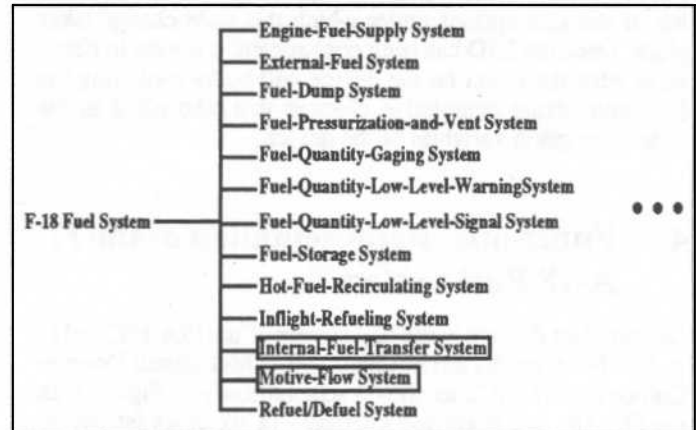 Engine-Fuel-Supply System
External-Fuel System
Fuel-Dump System
Fuel-Pressurization-and-Vent System
Fuel-Quantity-Gaging System
Fuel-Quantity-Low-Level-WarningSystem
F-18 Fuel System
Fuel-Quantity-Low-Level-Signal System
Fuel-Storage System
Hot-Fuel-Recirculating System
Inflight-Refueling System
Internal-Fuel-Transfer System
Motive-Flow System
Refuel/Defuel System